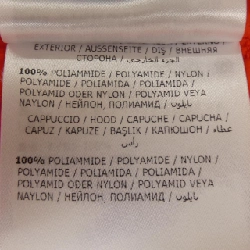 EXTERIOR / AUSSENSEITE / DIŞ / ВНЕШНЯЯ
СТОРОНА / الجزء الخارجي
100% POLIAMMIDE / POLYAMIDE / NYLON /
POLYAMIDE / POLIAMIDA / POLIAMIDA /
POLYAMID ODER NYLON / POLYAMID VEYA
NAYLON / НЕЙЛОН, ПОЛИАМИД / نايلون
CAPPUCCIO / HOOD / CAPUCHE / CAPUCHA /
CAPUZ / KAPUZE / BAŞLIK / КАПЮШОН / غطاء
رأس
100% POLIAMMIDE / POLYAMIDE / NYLON /
POLYAMIDE / POLIAMIDA / POLIAMIDA /
POLYAMID ODER NYLON / POLYAMID VEYA
NAYLON / НЕЙЛОН, ПОЛИАМИД / نايلون